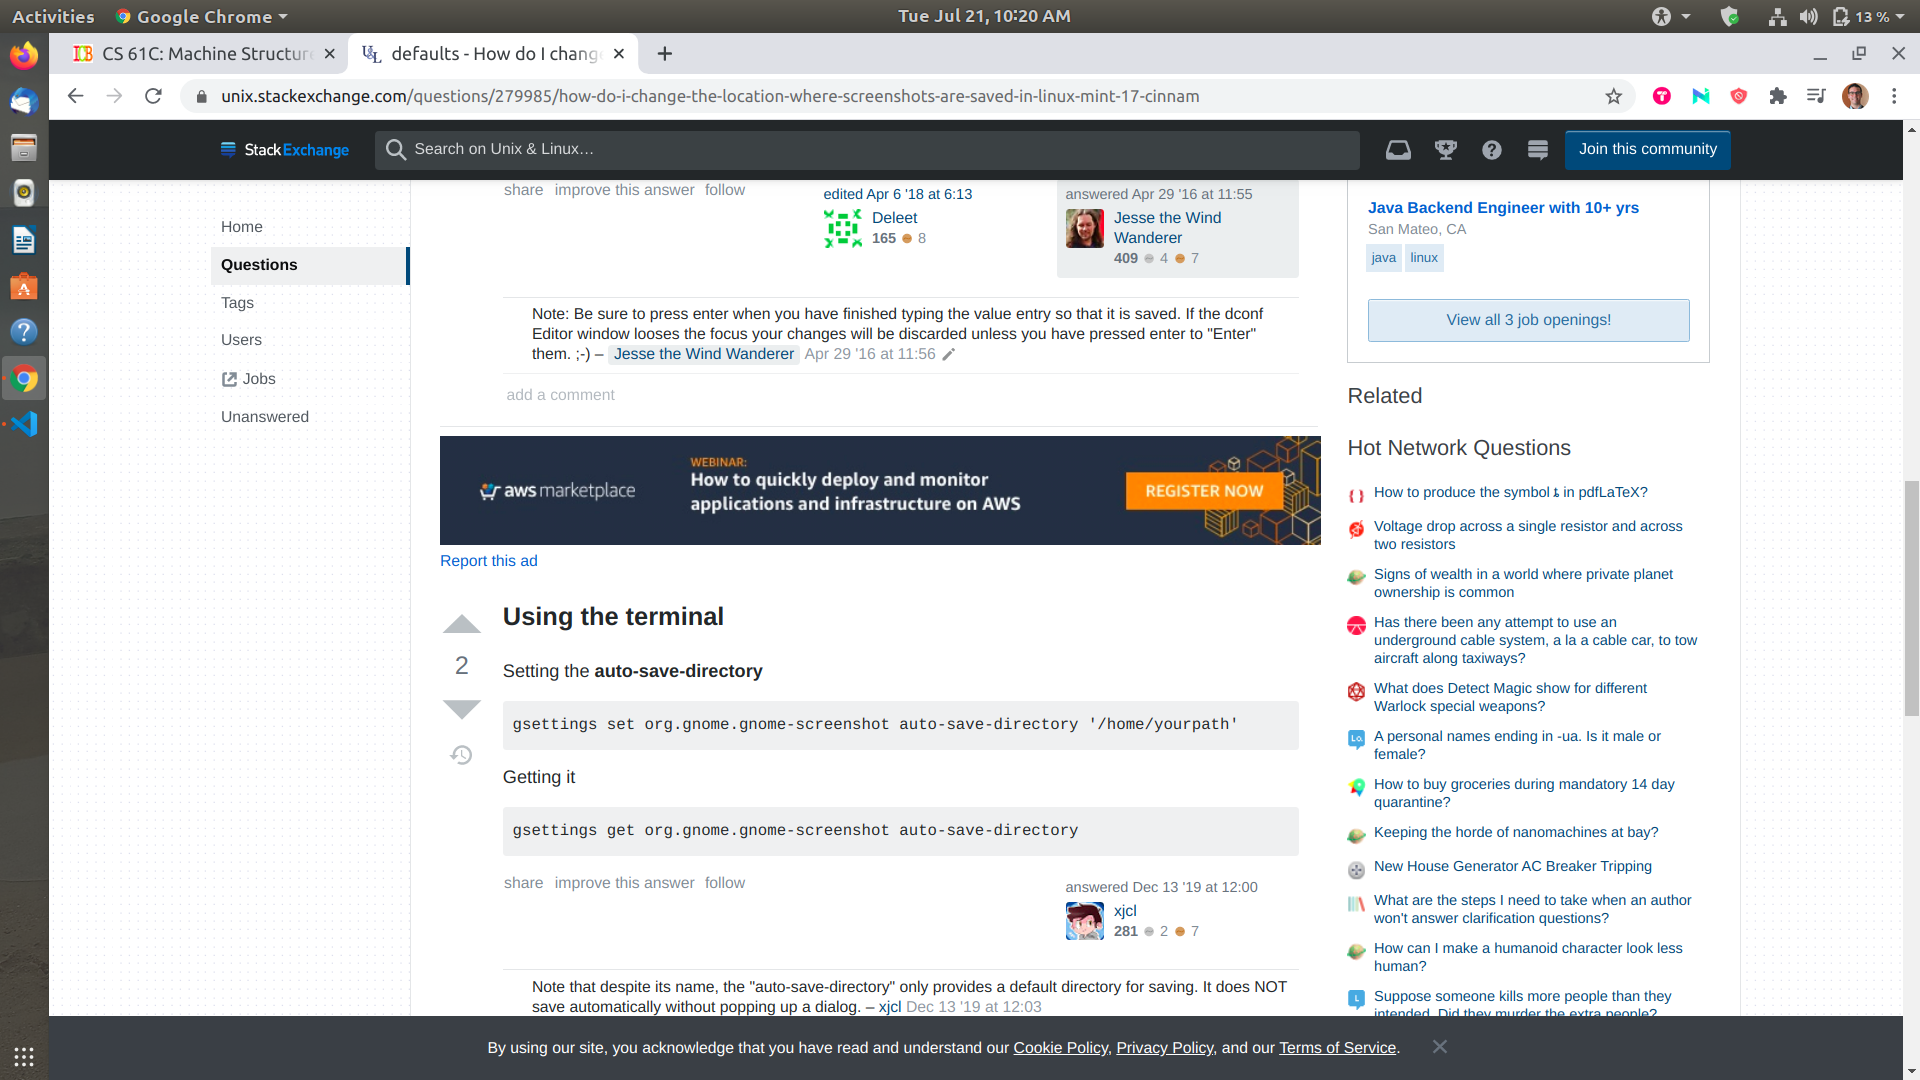 Activities
Google Chrome
Tue Jul 21, 10:20 AM
13 %
CS 61C: Machine Structure
defaults - How do I chang
unix.stackexchange.com/questions/279985/how-do-i-change-the-location-where-screenshots-are-saved-in-linux-mint-17-cinnam
StackExchange
Search on Unix & Linux…
Join this community
Home
Questions
Tags
Users
Jobs
Unanswered
share improve this answer follow
edited Apr 6 '18 at 6:13
Deleet
165 8
answered Apr 29 '16 at 11:55
Jesse the Wind
Wanderer
409 4 7
Note: Be sure to press enter when you have finished typing the value entry so that it is saved. If the dconf
Editor window looses the focus your changes will be discarded unless you have pressed enter to "Enter"
them. ;-) – Jesse the Wind Wanderer Apr 29 '16 at 11:56
add a comment
aws marketplace
WEBINAR:
How to quickly deploy and monitor
applications and infrastructure on AWS
REGISTER NOW
Report this ad
2
Using the terminal
Setting the auto-save-directory
gsettings set org.gnome.gnome-screenshot auto-save-directory '/home/yourpath'
Getting it
gsettings get org.gnome.gnome-screenshot auto-save-directory
share improve this answer follow
answered Dec 13 '19 at 12:00
xjcl
281 2 7
Note that despite its name, the "auto-save-directory" only provides a default directory for saving. It does NOT
save automatically without popping up a dialog. – xjcl Dec 13 '19 at 12:03
Java Backend Engineer with 10+ yrs
San Mateo, CA
java linux
View all 3 job openings!
Related
Hot Network Questions
How to produce the symbol in pdfLaTeX?
Voltage drop across a single resistor and across
two resistors
Signs of wealth in a world where private planet
ownership is common
Has there been any attempt to use an
underground cable system, a la a cable car, to tow
aircraft along taxiways?
What does Detect Magic show for different
Warlock special weapons?
A personal names ending in -ua. Is it male or
female?
How to buy groceries during mandatory 14 day
quarantine?
Keeping the horde of nanomachines at bay?
New House Generator AC Breaker Tripping
What are the steps I need to take when an author
won't answer clarification questions?
How can I make a humanoid character look less
human?
Suppose someone kills more people than they
intended. Did they murder the extra people?
By using our site, you acknowledge that you have read and understand our Cookie Policy, Privacy Policy, and our Terms of Service.